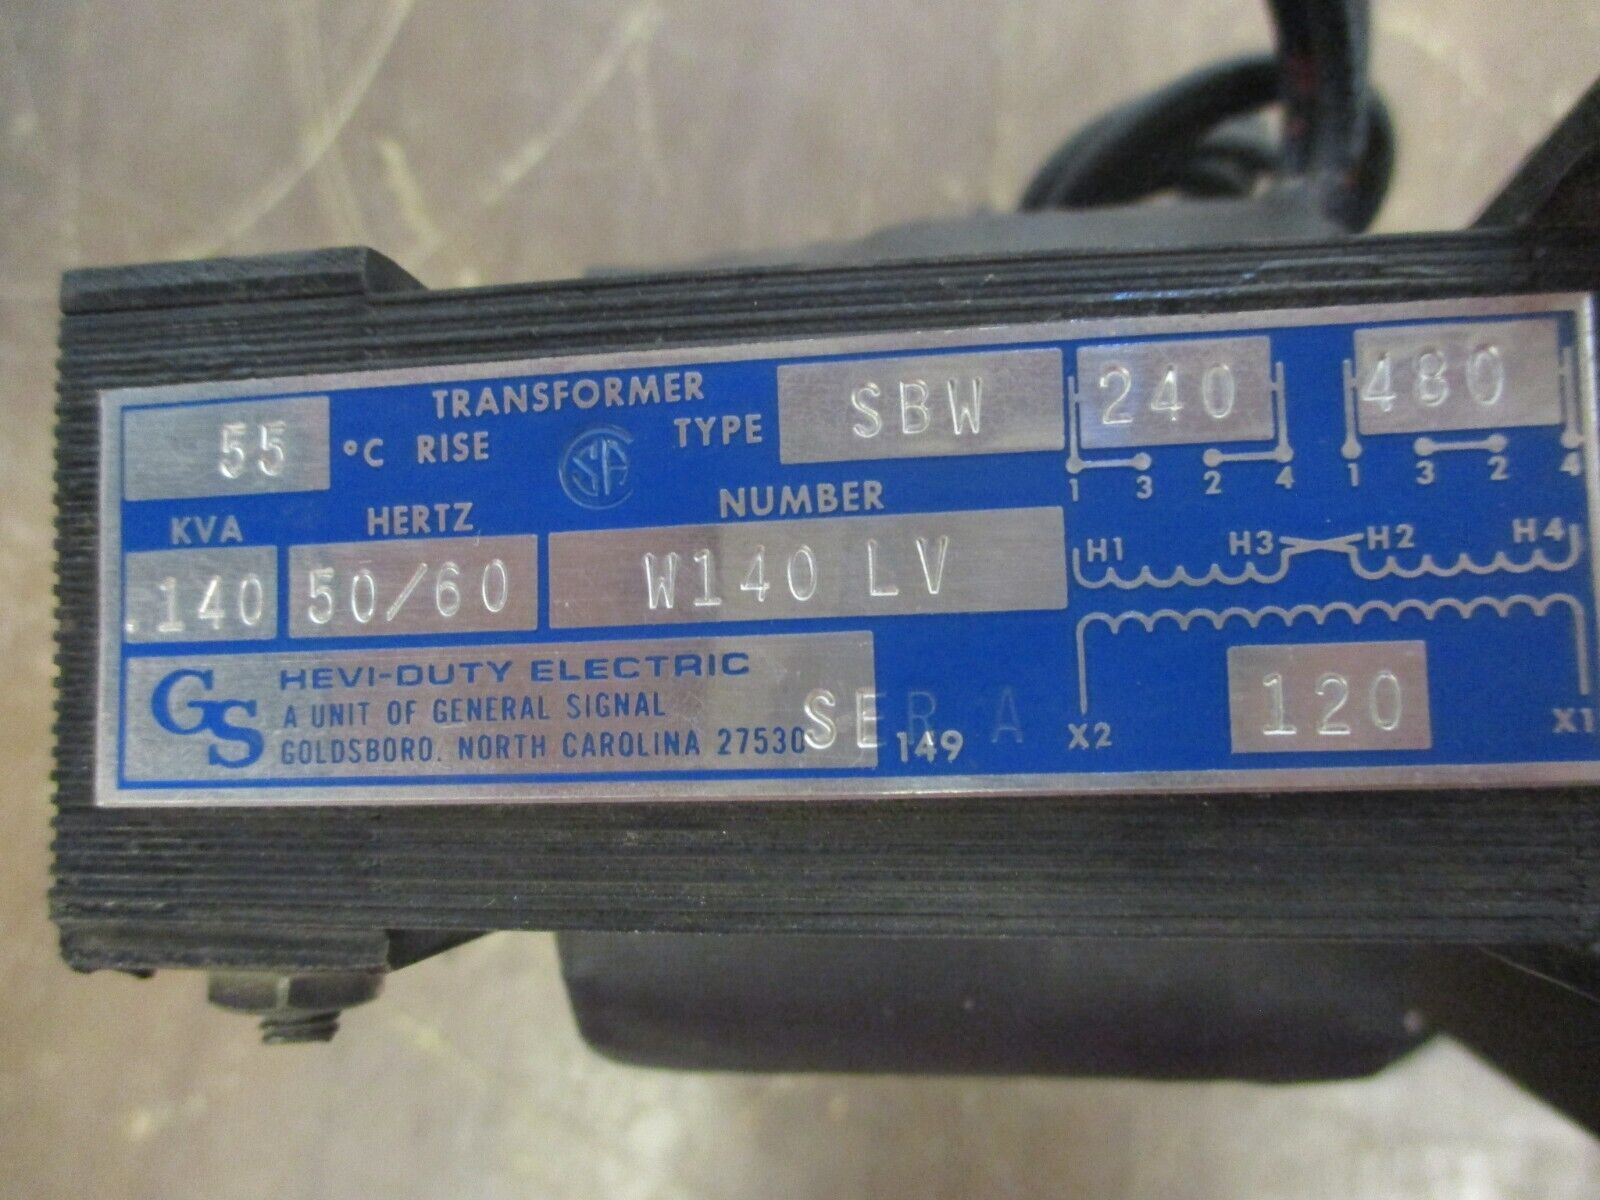 TRANSFORMER
55 °C RISE
CSA
TYPE SBW
KVA
.140
HERTZ
50/60
NUMBER
W140 LV
GS
HEVI-DUTY ELECTRIC
A UNIT OF GENERAL SIGNAL
GOLDSBORO, NORTH CAROLINA 27530
SER A
149
240
1 3 2 4
480
1 3 2 4
H1 H3 H2 H4
X2 120 X1